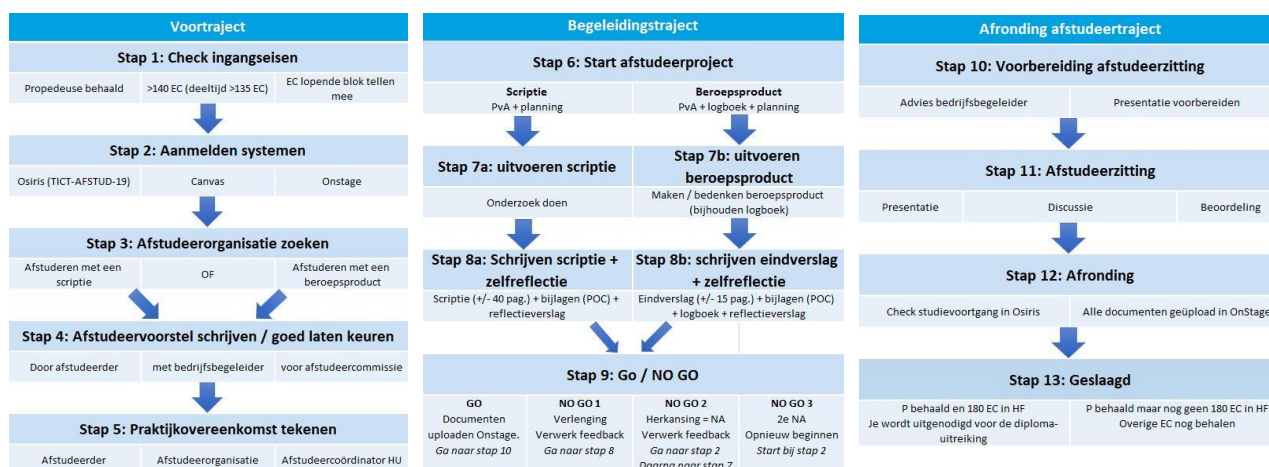 Voortraject
Stap 1: Check ingangseisen
Propedeuse behaald
>140 EC (deeltijd >135 EC)
EC lopende blok tellen
mee
Stap 2: Aanmelden systemen
Osiris (TICT-AFSTUD-19)
Canvas
Onstage
Stap 3: Afstudeerorganisatie zoeken
Afstuderen met een
scriptie
OF
Afstuderen met een
beroepsproduct
Stap 4: Afstudeervoorstel schrijven / goed laten keuren
Door afstudeerder
met bedrijfsbegeleider
voor afstudeercommissie
Stap 5: Praktijkovereenkomst tekenen
Afstudeerder
Afstudeerorganisatie
Afstudeercoördinator HU
Begeleidingstraject
Stap 6: Start afstudeerproject
Scriptie
PvA + planning
Beroepsproduct
PvA + logboek + planning
Stap 7a: uitvoeren scriptie
Onderzoek doen
Stap 7b: uitvoeren
beroepsproduct
Maken / bedenken beroepsproduct
(bijhouden logboek)
Stap 8a: Schrijven scriptie +
zelfreflectie
Scriptie (+/- 40 pag.) + bijlagen (POC) +
reflectieverslag
Stap 8b: schrijven eindverslag
+ zelfreflectie
Eindverslag (+/- 15 pag.) + bijlagen (POC)
+ logboek + reflectieverslag
Stap 9: Go / NO GO
GO
Documenten
uploaden Onstage.
Ga naar stap 10
NO GO 1
Verlenging
Verwerk feedback
Ga naar stap 8
NO GO 2
Herkansing = NA
Verwerk feedback
Ga naar stap 2
Daarna naar stap 7
NO GO 3
2e NA
Opnieuw beginnen
Start bij stap 2
Afronding afstudeertraject
Stap 10: Voorbereiding afstudeerzitting
Advies bedrijfsbegeleider
Presentatie voorbereiden
Stap 11: Afstudeerzitting
Presentatie
Discussie
Beoordeling
Stap 12: Afronding
Check studievoortgang in Osiris
Alle documenten geüpload in OnStage
Stap 13: Geslaagd
P behaald en 180 EC in HF
Je wordt uitgenodigd voor de diploma-
uitreiking
P behaald maar nog geen 180 EC in HF
Overige EC nog behalen